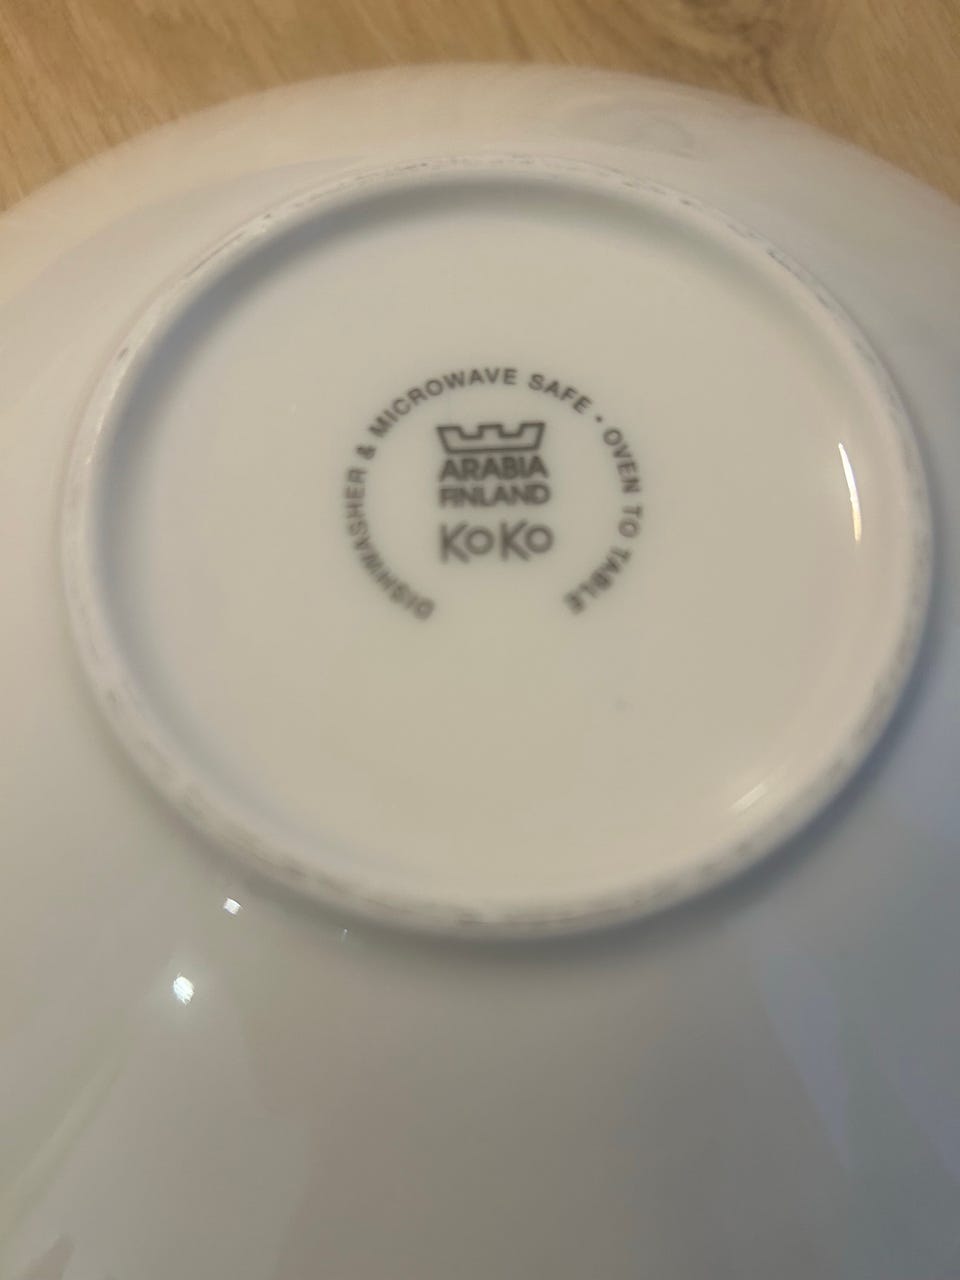 DISHWASHER & MICROWAVE SAFE · OVEN TO TABLE
ARABIA
FINLAND
KoKo